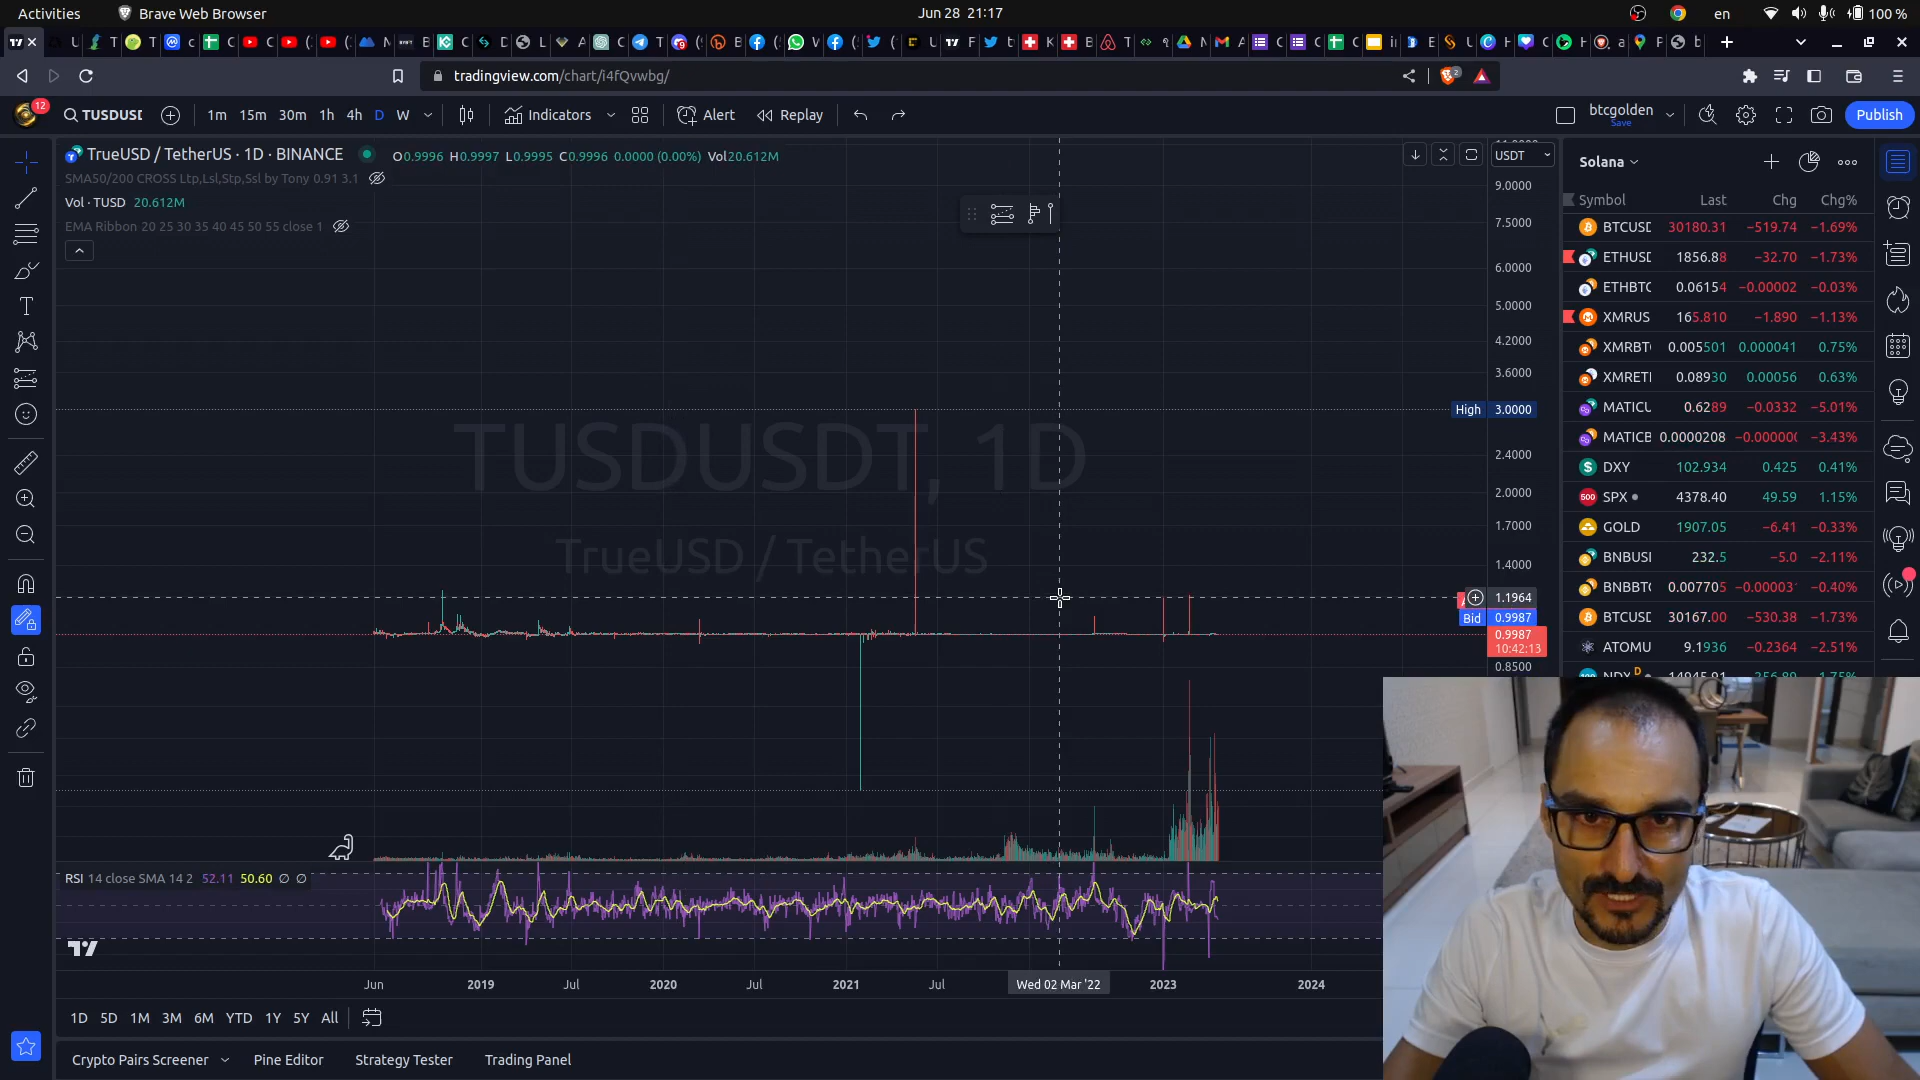 Activities
Brave Web Browser
Jun 28 21:17
en
100 %
tradingview.com/chart/i4fQvwbg/
12
TUSDUSI
1m 15m 30m 1h 4h D W
Indicators
Alert
Replay
btcgolden
Save
Publish
TrueUSD / TetherUS · 1D · BINANCE
O0.9996 H0.9997 L0.9995 C0.9996 0.0000 (0.00%) Vol20.612M
SMA50/200 CROSS Ltp,Lsl,Stp,Ssl by Tony 0.91 3.1
Vol · TUSD 20.612M
EMA Ribbon 20 25 30 35 40 45 50 55 close 1
USDT
9.0000
7.5000
6.0000
5.0000
4.2000
3.6000
High 3.0000
2.4000
2.0000
1.7000
1.4000
1.1964
Bid 0.9987
0.9987
10:42:13
0.8500
TUSDUSDT, 1D
TrueUSD / TetherUS
Solana
Symbol Last Chg Chg%
BTCUSD 30180.31 −519.74 −1.69%
ETHUSD 1856.88 −32.70 −1.73%
ETHBTC 0.06154 −0.00002 −0.03%
XMRUS 165.810 −1.890 −1.13%
XMRBT 0.005501 0.000041 0.75%
XMRETI 0.08930 0.00056 0.63%
MATICU 0.6289 −0.0332 −5.01%
MATICB 0.0000208 −0.000000 −3.43%
DXY 102.934 0.425 0.41%
SPX 4378.40 49.59 1.15%
GOLD 1907.05 −6.41 −0.33%
BNBUSI 232.5 −5.0 −2.11%
BNBBT 0.007705 −0.000031 −0.40%
BTCUSD 30167.00 −530.38 −1.73%
ATOMU 9.1936 −0.2364 −2.51%
RSI 14 close SMA 14 2 52.11 50.60 ∅ ∅
Jun 2019 Jul 2020 Jul 2021 Jul Wed 02 Mar '22 2023 2024
1D 5D 1M 3M 6M YTD 1Y 5Y All
Crypto Pairs Screener
Pine Editor
Strategy Tester
Trading Panel